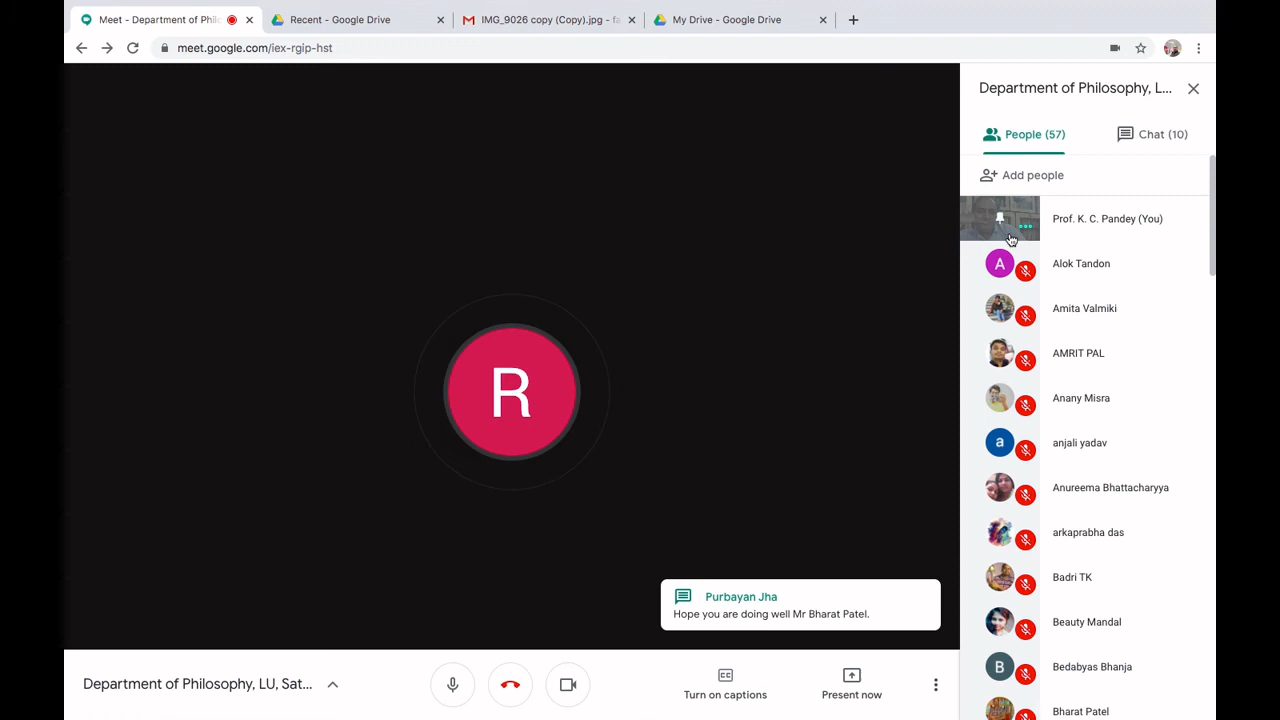 Meet - Department of Phil
Recent - Google Drive
IMG_9026 copy (Copy).jpg - fa
My Drive - Google Drive
meet.google.com/iex-rgip-hst
Department of Philosophy, L...
People (57)
Chat (10)
Add people
Prof. K. C. Pandey (You)
A
Alok Tandon
Amita Valmiki
AMRIT PAL
Anany Misra
a
anjali yadav
Anureema Bhattacharyya
arkaprabha das
Badri TK
Beauty Mandal
B
Bedabyas Bhanja
Bharat Patel
R
Purbayan Jha
Hope you are doing well Mr Bharat Patel.
Department of Philosophy, LU, Sat...
CC
Turn on captions
Present now